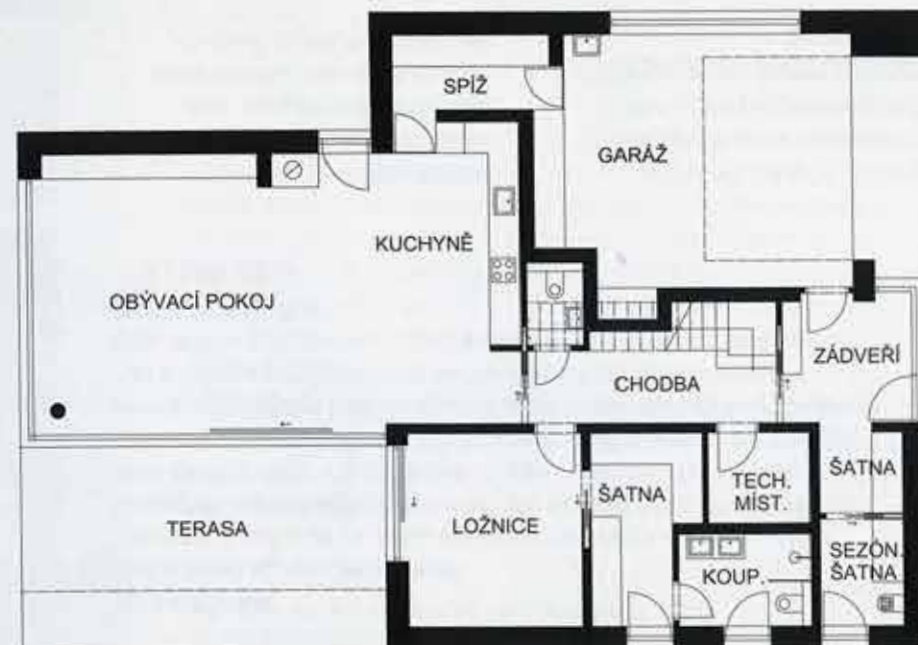 SPÍŽ
GARÁŽ
KUCHYNĚ
OBÝVACÍ POKOJ
ZÁDVEŘÍ
CHODBA
ŠATNA
TECH.
MÍST.
ŠATNA
LOŽNICE
TERASA
KOUP.
SEZÓN.
ŠATNA